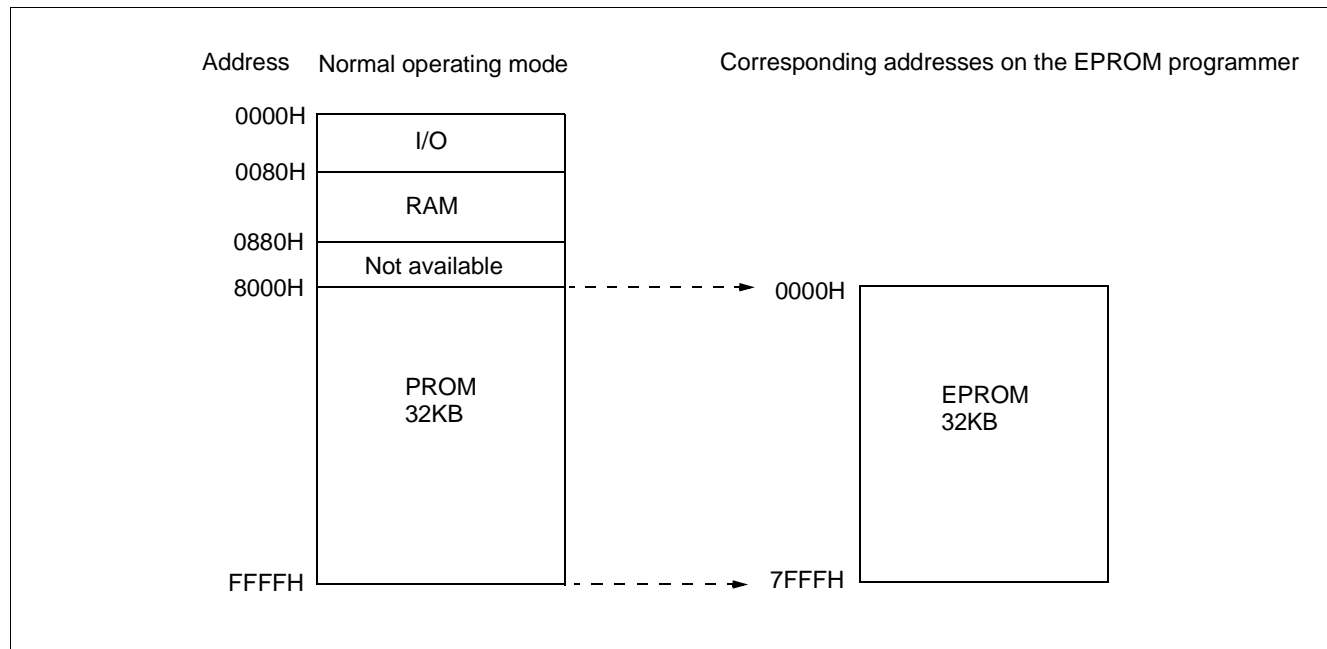 Address Normal operating mode Corresponding addresses on the EPROM programmer
0000H
I/O
0080H
RAM
0880H
Not available
8000H 0000H
PROM EPROM
32KB 32KB
FFFFH 7FFFH